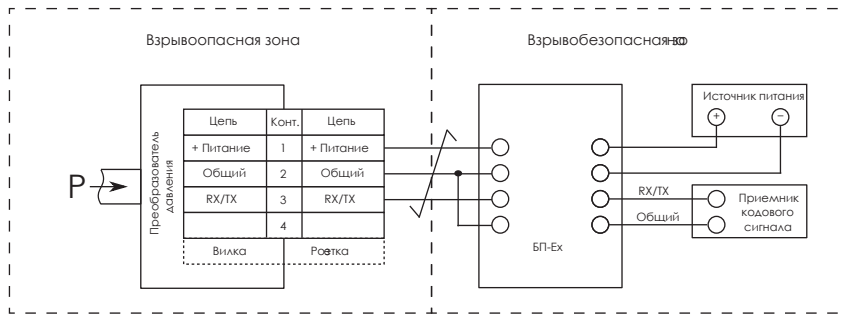 Взрывоопасная зона
Взрывобезопасная зо
P
Преобразователь
давления
Цепь Конт. Цепь
+ Питание 1 + Питание
Общий 2 Общий
RX/TX 3 RX/TX
4
Вилка Розетка
БП-Ex
Источник питания
+ −
RX/TX
Общий
Приемник
кодового
сигнала